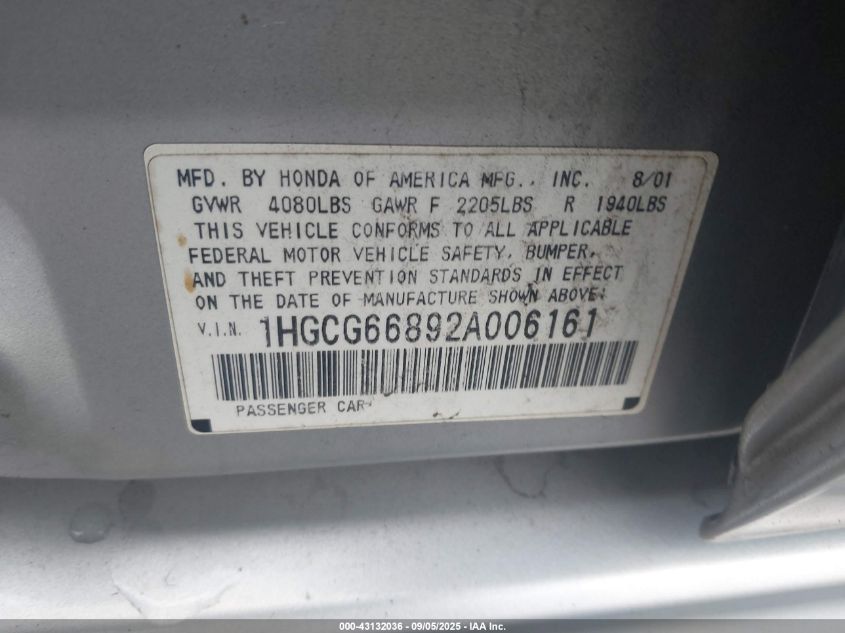 MFD. BY HONDA OF AMERICA MFG., INC. 8/01
GVWR 4080LBS GAWR F 2205LBS R 1940LBS
THIS VEHICLE CONFORMS TO ALL APPLICABLE
FEDERAL MOTOR VEHICLE SAFETY, BUMPER,
AND THEFT PREVENTION STANDARDS IN EFFECT
ON THE DATE OF MANUFACTURE SHOWN ABOVE.
V.I.N. 1HGCG66892A006161
PASSENGER CAR
000-43132036 - 09/05/2025 - IAA Inc.